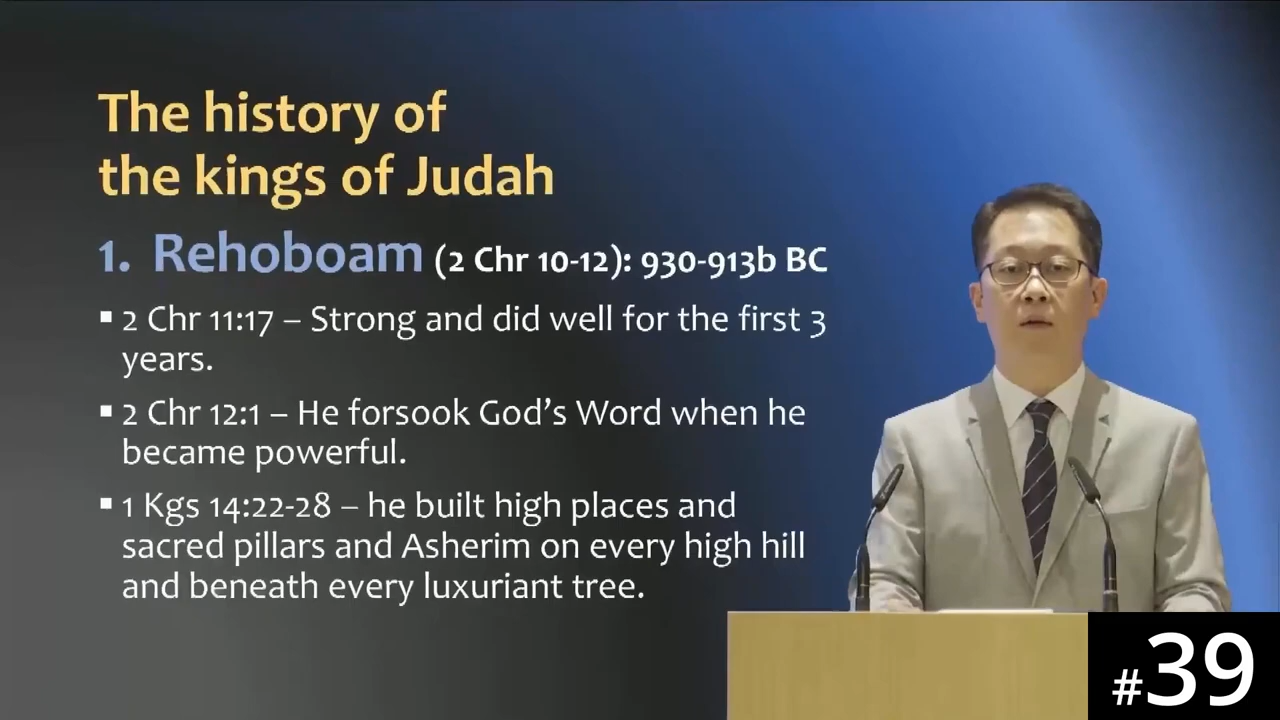 The history of
the kings of Judah
1. Rehoboam (2 Chr 10-12): 930-913b BC
▪ 2 Chr 11:17 – Strong and did well for the first 3
years.
▪ 2 Chr 12:1 – He forsook God’s Word when he
became powerful.
▪ 1 Kgs 14:22-28 – he built high places and
sacred pillars and Asherim on every high hill
and beneath every luxuriant tree.
#39